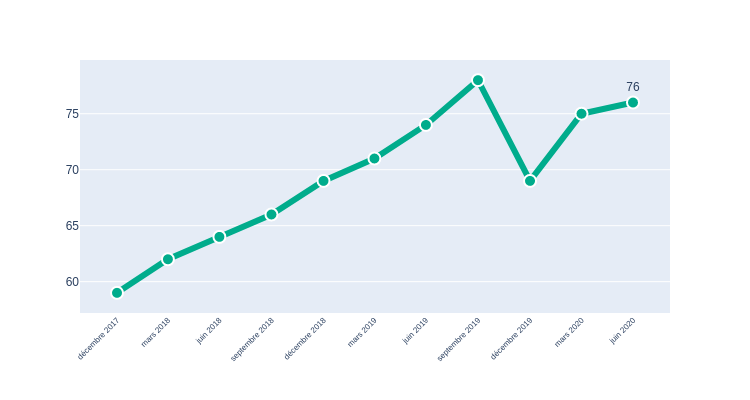 76
75
70
65
60
décembre 2017
mars 2018
juin 2018
septembre 2018
décembre 2018
mars 2019
juin 2019
septembre 2019
décembre 2019
mars 2020
juin 2020